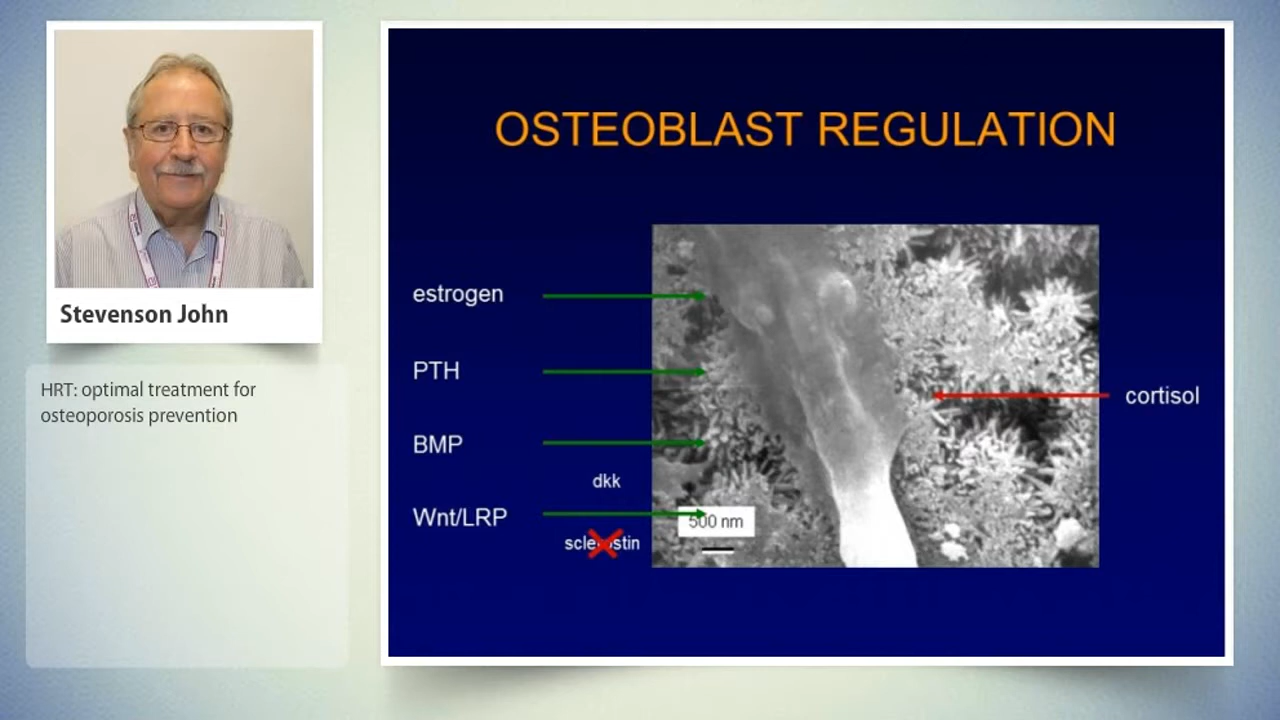 Stevenson John
HRT: optimal treatment for
osteoporosis prevention
OSTEOBLAST REGULATION
estrogen
PTH
BMP
dkk
Wnt/LRP
sclerostin
500 nm
cortisol